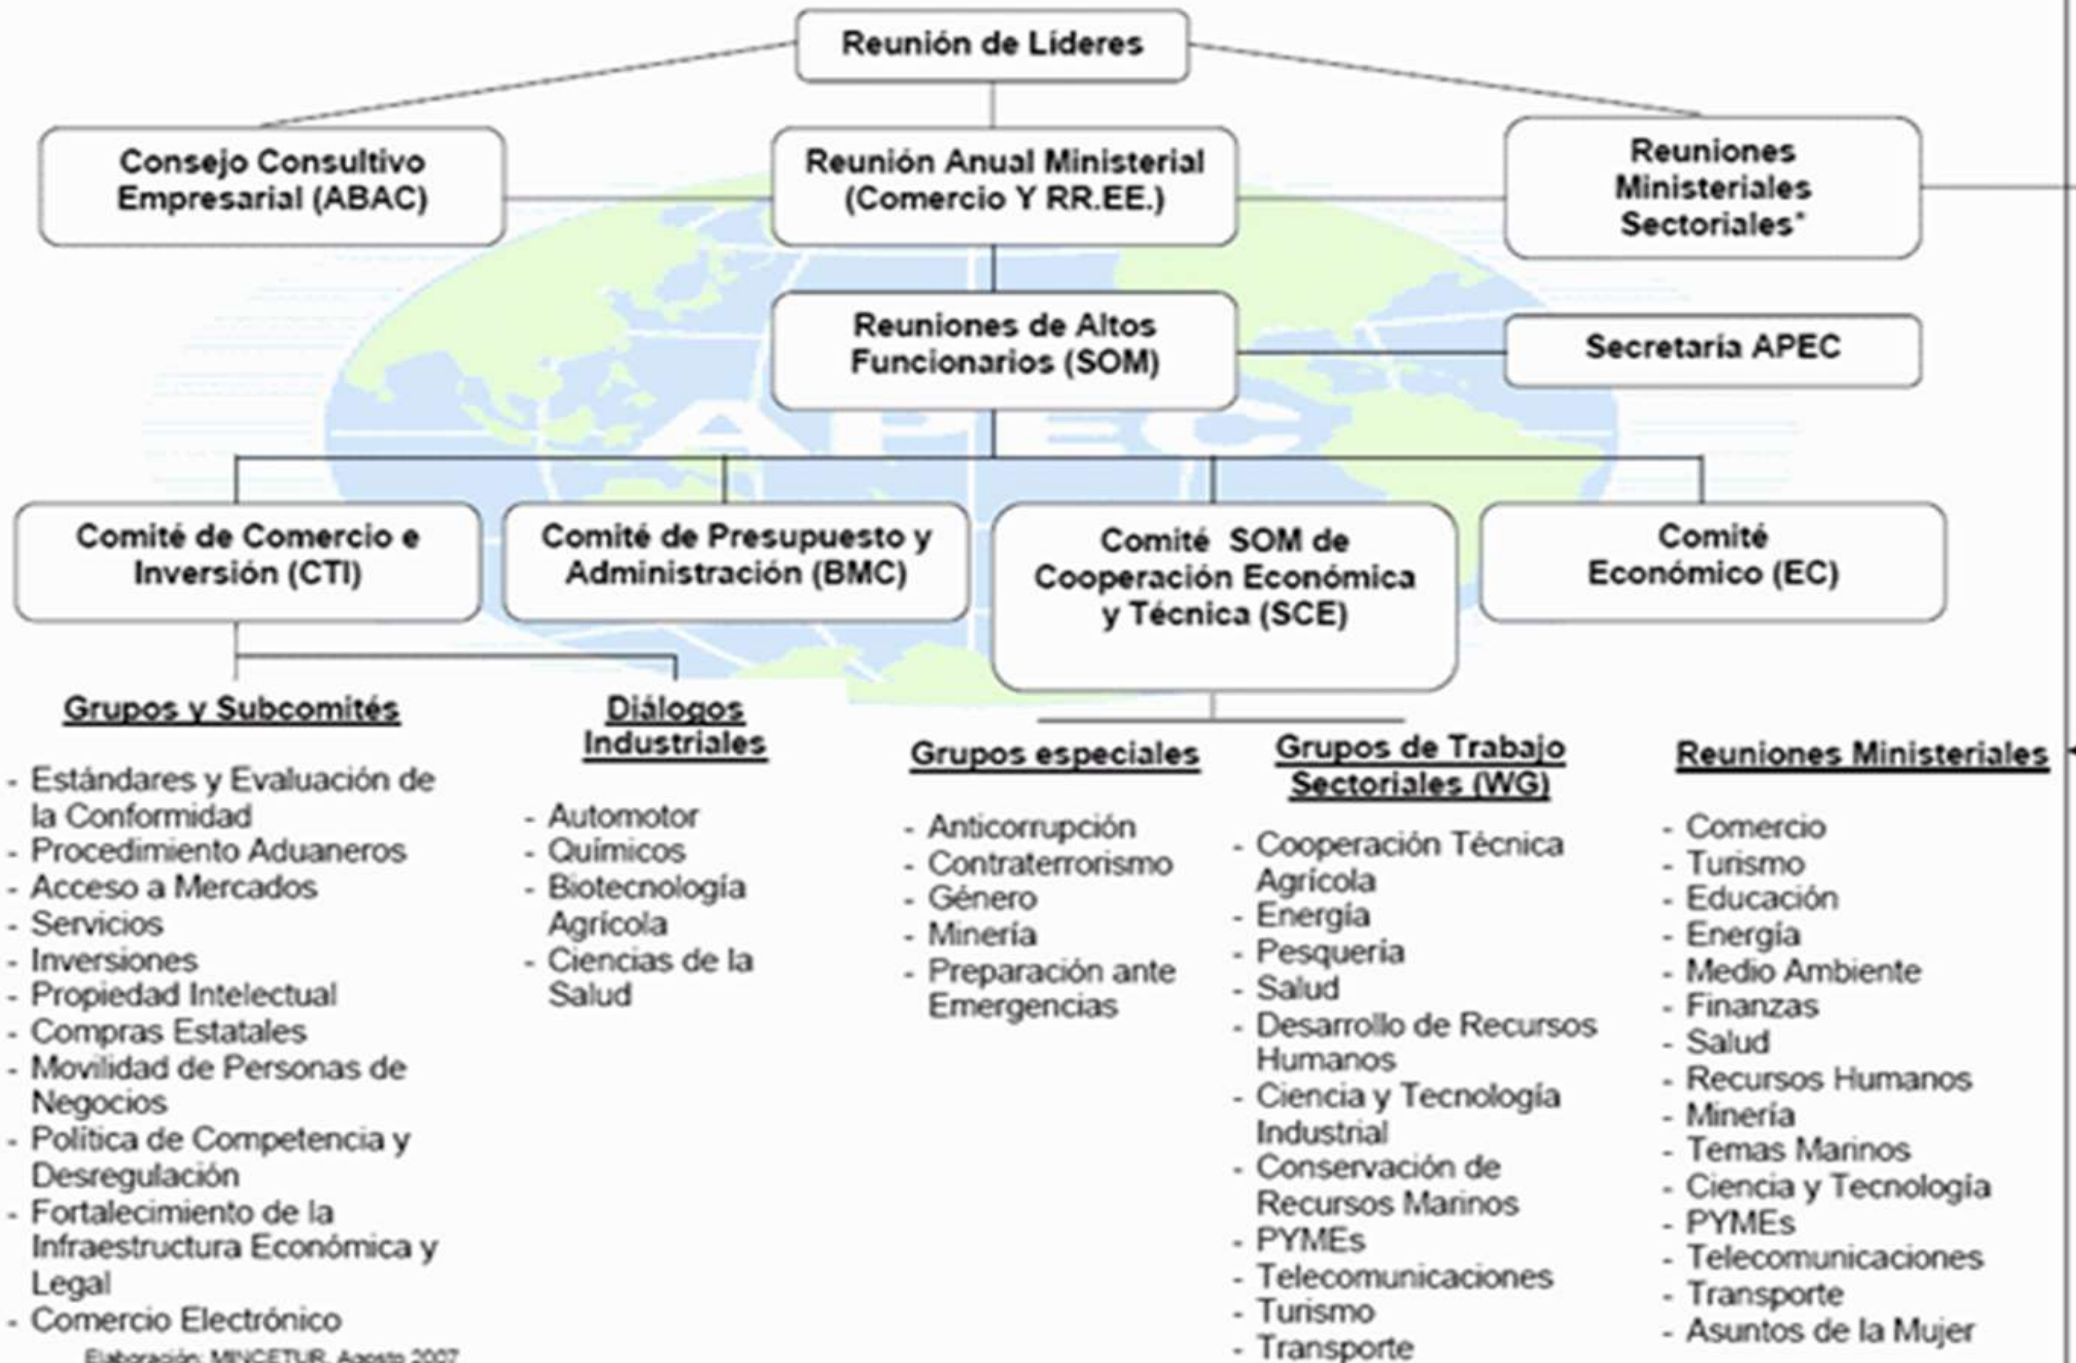 Reunión de Líderes
Consejo Consultivo
Empresarial (ABAC)
Reunión Anual Ministerial
(Comercio Y RR.EE.)
Reuniones
Ministeriales
Sectoriales*
Reuniones de Altos
Funcionarios (SOM)
Secretaría APEC
APEC
Comité de Comercio e
Inversión (CTI)
Comité de Presupuesto y
Administración (BMC)
Comité SOM de
Cooperación Económica
y Técnica (SCE)
Comité
Económico (EC)
Grupos y Subcomités
- Estándares y Evaluación de
la Conformidad
- Procedimiento Aduaneros
- Acceso a Mercados
- Servicios
- Inversiones
- Propiedad Intelectual
- Compras Estatales
- Movilidad de Personas de
Negocios
- Política de Competencia y
Desregulación
- Fortalecimiento de la
Infraestructura Económica y
Legal
- Comercio Electrónico
Elaboración: MINCETUR, Agosto 2007
Diálogos
Industriales
- Automotor
- Químicos
- Biotecnología
Agrícola
- Ciencias de la
Salud
Grupos especiales
- Anticorrupción
- Contraterrorismo
- Género
- Minería
- Preparación ante
Emergencias
Grupos de Trabajo
Sectoriales (WG)
- Cooperación Técnica
Agrícola
- Energía
- Pesquería
- Salud
- Desarrollo de Recursos
Humanos
- Ciencia y Tecnología
Industrial
- Conservación de
Recursos Marinos
- PYMEs
- Telecomunicaciones
- Turismo
- Transporte
Reuniones Ministeriales
- Comercio
- Turismo
- Educación
- Energía
- Medio Ambiente
- Finanzas
- Salud
- Recursos Humanos
- Minería
- Temas Marinos
- Ciencia y Tecnología
- PYMEs
- Telecomunicaciones
- Transporte
- Asuntos de la Mujer